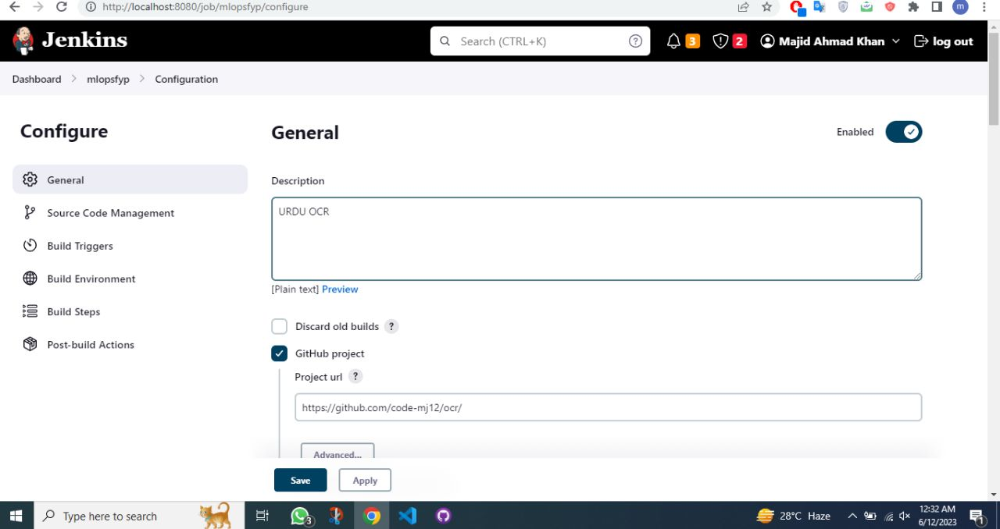 http://localhost:8080/job/mlopsfyp/configure
m
Jenkins
Search (CTRL+K)
?
3
2
Majid Ahmad Khan
log out
Dashboard
mlopsfyp
Configuration
Configure
General
Source Code Management
Build Triggers
Build Environment
Build Steps
Post-build Actions
General
Enabled
Description
URDU OCR
[Plain text] Preview
Discard old builds ?
GitHub project
Project url ?
https://github.com/code-mj12/ocr/
Advanced...
Save
Apply
Type here to search
3
28°C Haze
12:32 AM
6/12/2023
1